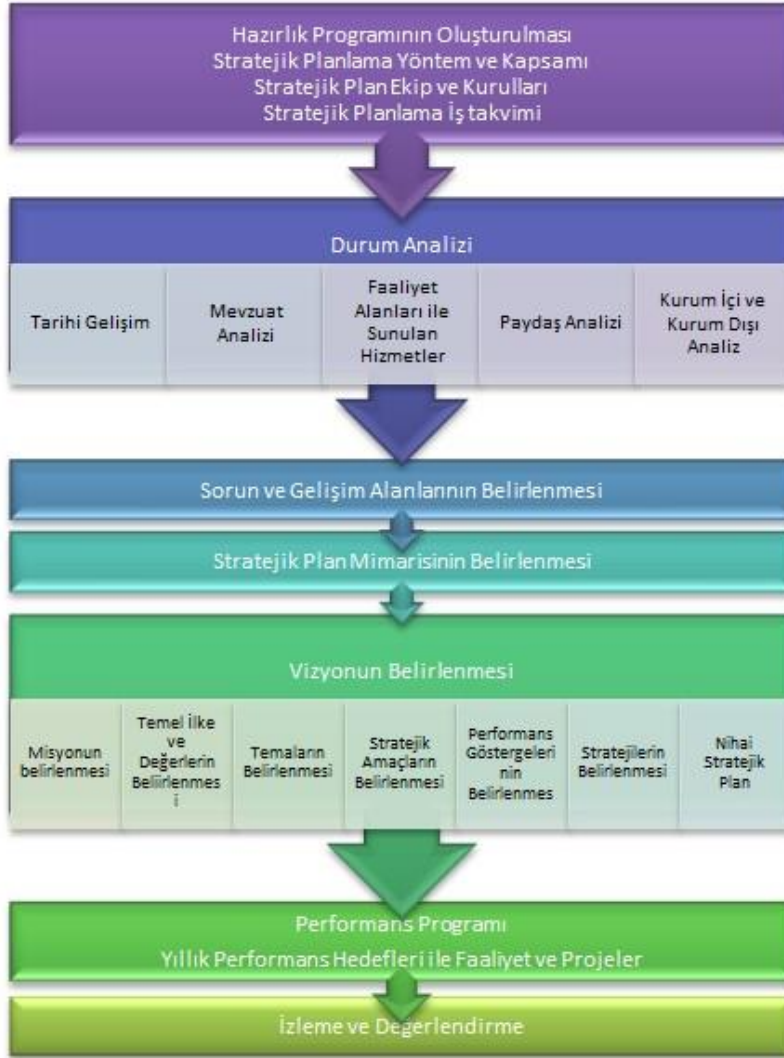 Hazırlık Programının Oluşturulması
Stratejik Planlama Yöntem ve Kapsamı
Stratejik Plan Ekip ve Kurulları
Stratejik Planlama İş takvimi
Durum Analizi
Tarihi Gelişim
Mevzuat
Analizi
Faaliyet
Alanları ile
Sunulan
Hizmetler
Paydaş Analizi
Kurum İçi ve
Kurum Dışı
Analiz
Sorun ve Gelişim Alanlarının Belirlenmesi
Stratejik Plan Mimarisinin Belirlenmesi
Vizyonun Belirlenmesi
Misyonun
belirlenmesi
Temel İlke
ve
Değerlerin
Beliirlenmes
i
Temaların
Belirlenmesi
Stratejik
Amaçların
Belirlenmesi
Performans
Göstergeleri
nin
Belirlenmes
Stratejilerin
Belirlenmesi
Nihai
Stratejik
Plan
Performans Programı
Yıllık Performans Hedefleri ile Faaliyet ve Projeler
İzleme ve Değerlendirme